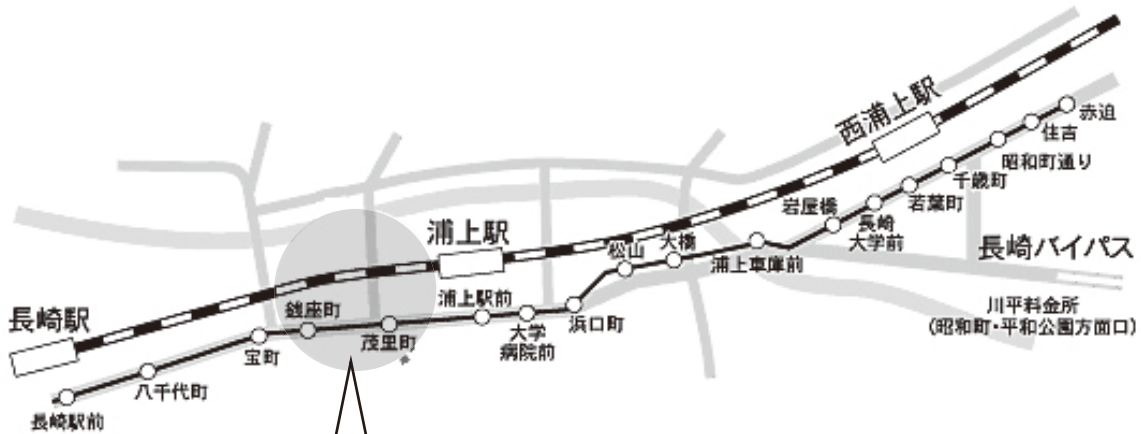 長崎駅
浦上駅
西浦上駅
長崎駅前
八千代町
宝町
銭座町
茂里町
浦上駅前
大学
病院前
浜口町
松山
大橋
浦上車庫前
岩屋橋
長崎
大学前
若葉町
千歳町
昭和町通り
住吉
赤迫
長崎バイパス
川平料金所
(昭和町・平和公園方面口)